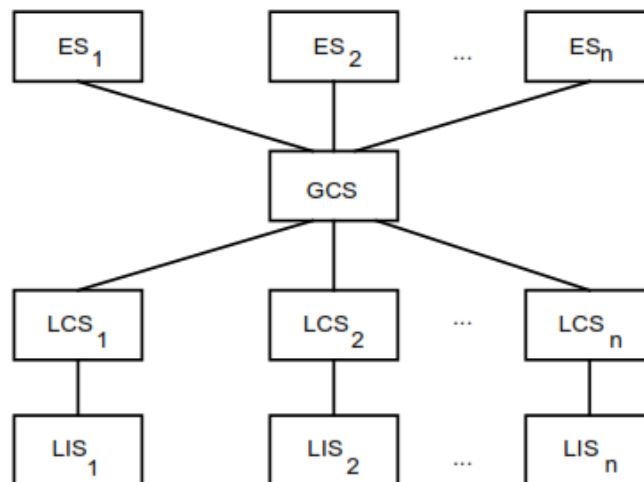 ES1 ES2 ... ESn
GCS
LCS1 LCS2 ... LCSn
LIS1 LIS2 ... LISn